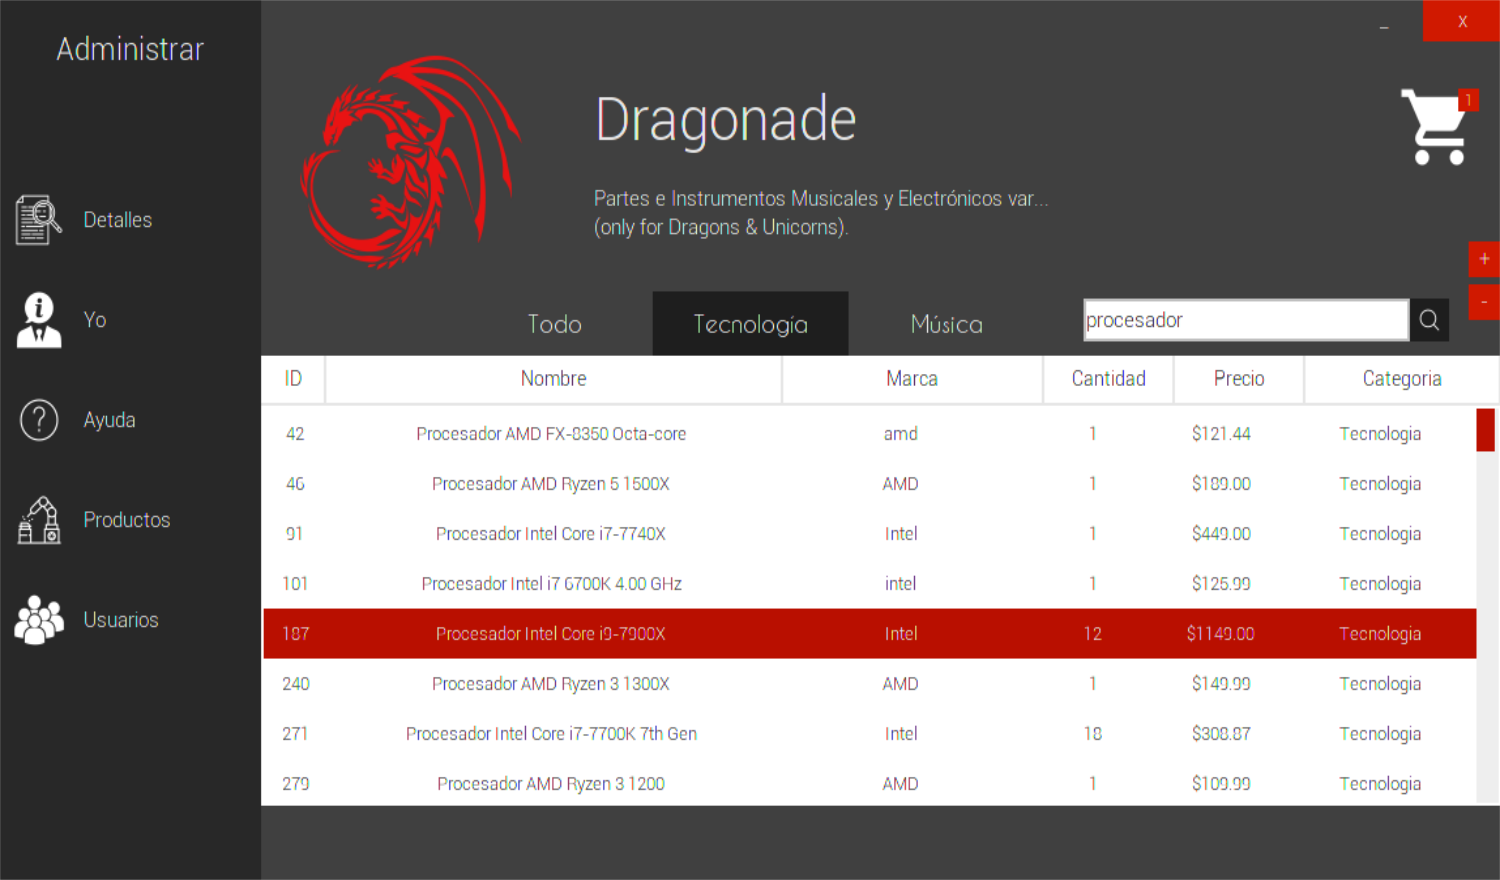 Administrar
_ X
1
Dragonade
Partes e Instrumentos Musicales y Electrónicos var...
(only for Dragons & Unicorns).
Detalles
Yo
Ayuda
Productos
Usuarios
+
-
Todo Tecnología Música procesador
ID Nombre Marca Cantidad Precio Categoria
42 Procesador AMD FX-8350 Octa-core amd 1 $121.44 Tecnologia
46 Procesador AMD Ryzen 5 1500X AMD 1 $189.00 Tecnologia
91 Procesador Intel Core i7-7740X Intel 1 $449.00 Tecnologia
101 Procesador Intel i7 6700K 4.00 GHz intel 1 $125.99 Tecnologia
187 Procesador Intel Core i9-7900X Intel 12 $1149.00 Tecnologia
240 Procesador AMD Ryzen 3 1300X AMD 1 $149.99 Tecnologia
271 Procesador Intel Core i7-7700K 7th Gen Intel 18 $308.87 Tecnologia
279 Procesador AMD Ryzen 3 1200 AMD 1 $109.99 Tecnologia